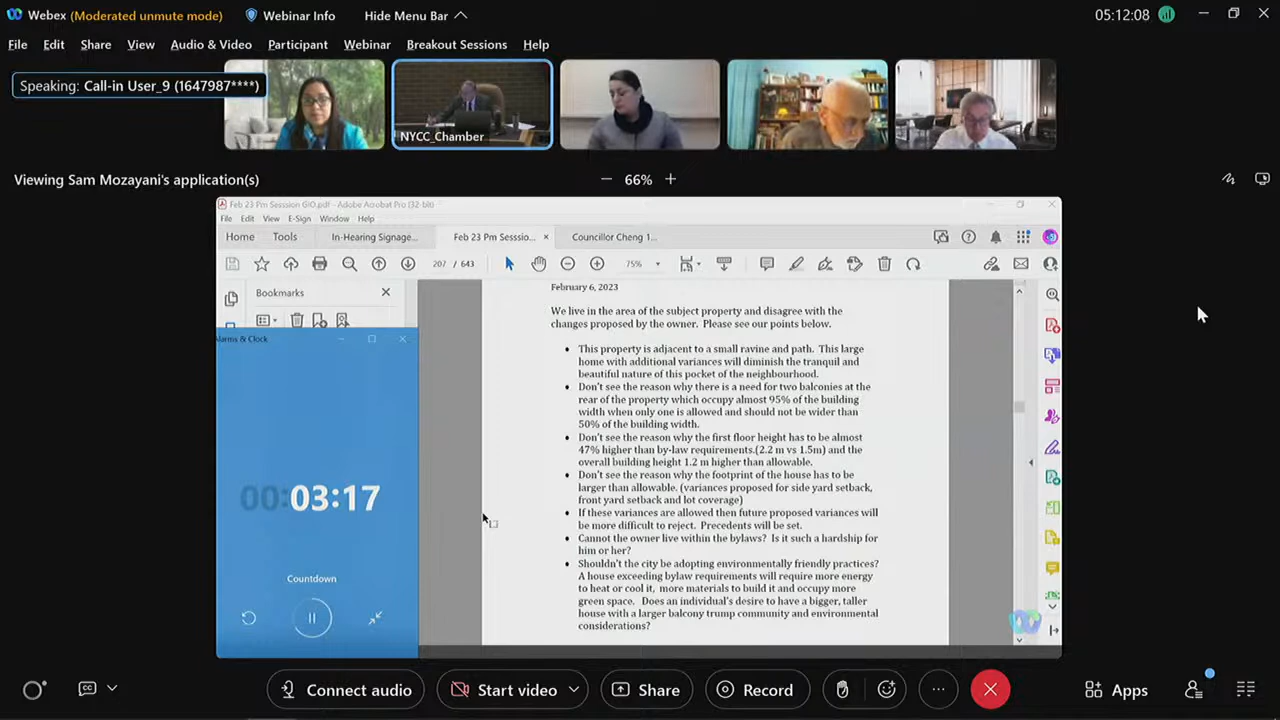 Webex (Moderated unmute mode) Webinar Info Hide Menu Bar 05:12:08
File Edit Share View Audio & Video Participant Webinar Breakout Sessions Help
Speaking: Call-in User_9 (1647987****)
NYCC_Chamber
Viewing Sam Mozayani's application(s)
66%
Feb 23 Pm Sesssion GIO.pdf - Adobe Acrobat Pro (32-bit)
File Edit View E-Sign Window Help
Home Tools In-Hearing Signage... Feb 23 Pm Sesssio... × Councillor Cheng 1...
207 / 643 75%
Bookmarks
Alarms & Clock
00:03:17
Countdown
February 6, 2023
We live in the area of the subject property and disagree with the
changes proposed by the owner. Please see our points below.
• This property is adjacent to a small ravine and path. This large
home with additional variances will diminish the tranquil and
beautiful nature of this pocket of the neighbourhood.
• Don't see the reason why there is a need for two balconies at the
rear of the property which occupy almost 95% of the building
width when only one is allowed and should not be wider than
50% of the building width.
• Don't see the reason why the first floor height has to be almost
47% higher than by-law requirements.(2.2 m vs 1.5m) and the
overall building height 1.2 m higher than allowable.
• Don't see the reason why the footprint of the house has to be
larger than allowable. (variances proposed for side yard setback,
front yard setback and lot coverage)
• If these variances are allowed then future proposed variances will
be more difficult to reject. Precedents will be set.
• Cannot the owner live within the bylaws? Is it such a hardship for
him or her?
• Shouldn't the city be adopting environmentally friendly practices?
A house exceeding bylaw requirements will require more energy
to heat or cool it, more materials to build it and occupy more
green space. Does an individual's desire to have a bigger, taller
house with a larger balcony trump community and environmental
considerations?
Connect audio Start video Share Record Apps